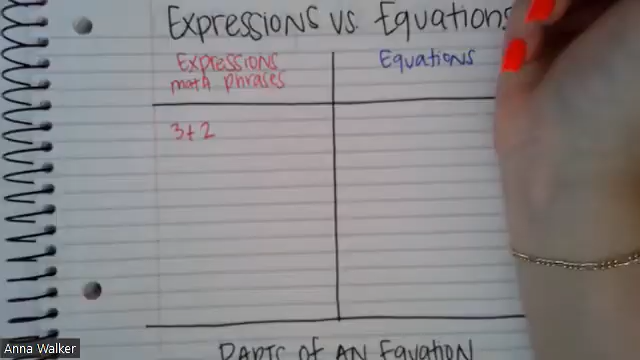 Expressions vs. Equations
Expressions
math phrases
Equations
3+2
PARTS of AN Equation
Anna Walker